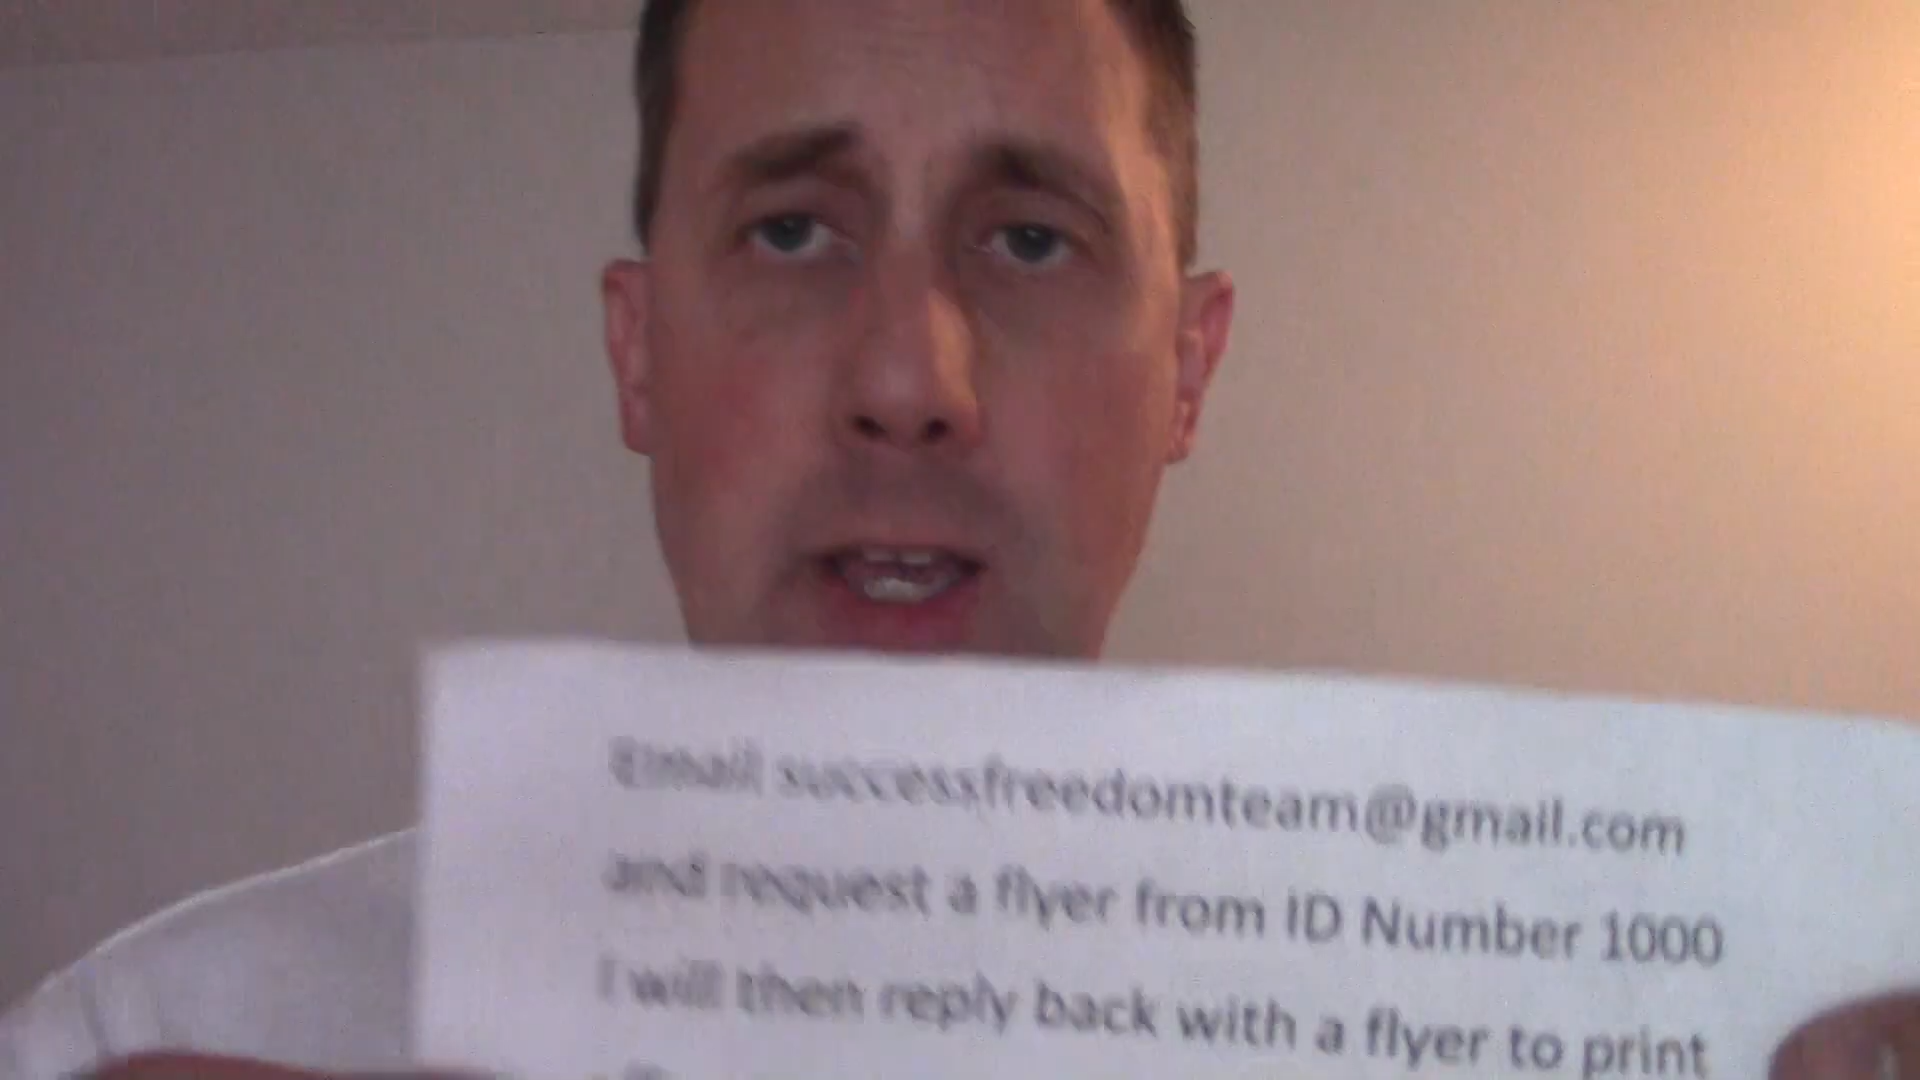 Email successfreedomteam@gmail.com
and request a flyer from ID Number 1000
I will then reply back with a flyer to print